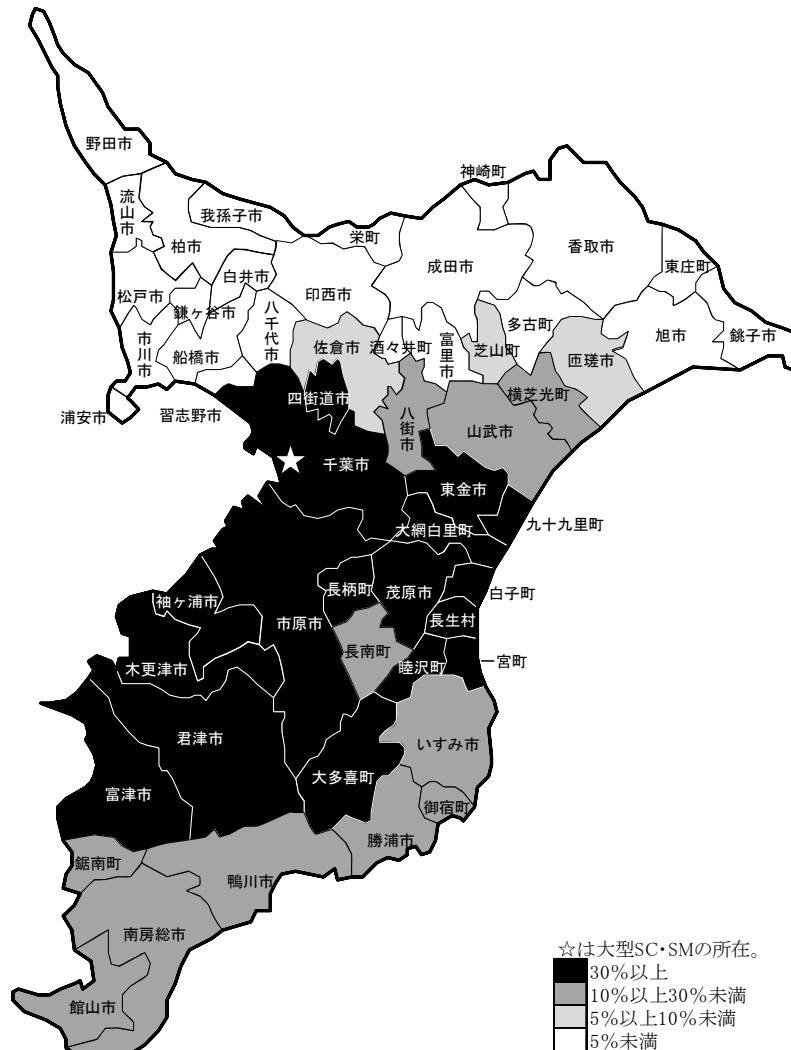 野田市
神崎町
流山市
我孫子市
栄町
柏市
成田市
香取市
東庄町
白井市
印西市
松戸市
鎌ヶ谷市
八千代市
多古町
旭市
銚子市
市川市
船橋市
佐倉市
酒々井町
富里市
芝山町
匝瑳市
四街道市
横芝光町
浦安市
習志野市
八街市
山武市
千葉市
東金市
大網白里町
九十九里町
長柄町
茂原市
白子町
袖ヶ浦市
市原市
長生村
長南町
睦沢町
一宮町
木更津市
君津市
いすみ市
大多喜町
富津市
御宿町
勝浦市
鋸南町
鴨川市
南房総市
館山市
☆は大型SC・SMの所在。
30％以上
10％以上30％未満
5％以上10％未満
5％未満